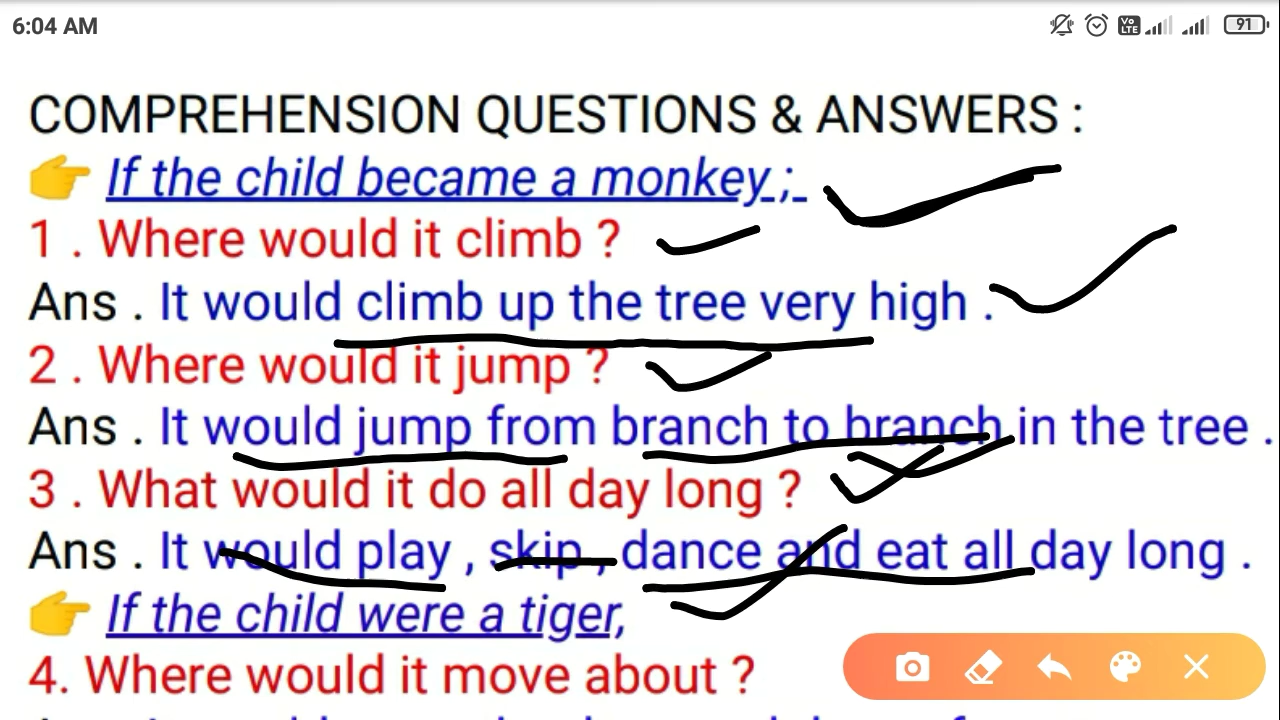 6:04 AM
Vo LTE
91
COMPREHENSION QUESTIONS & ANSWERS :
👉 If the child became a monkey ;
1 . Where would it climb ?
Ans . It would climb up the tree very high .
2 . Where would it jump ?
Ans . It would jump from branch to branch in the tree .
3 . What would it do all day long ?
Ans . It would play , skip , dance and eat all day long .
👉 If the child were a tiger,
4. Where would it move about ?